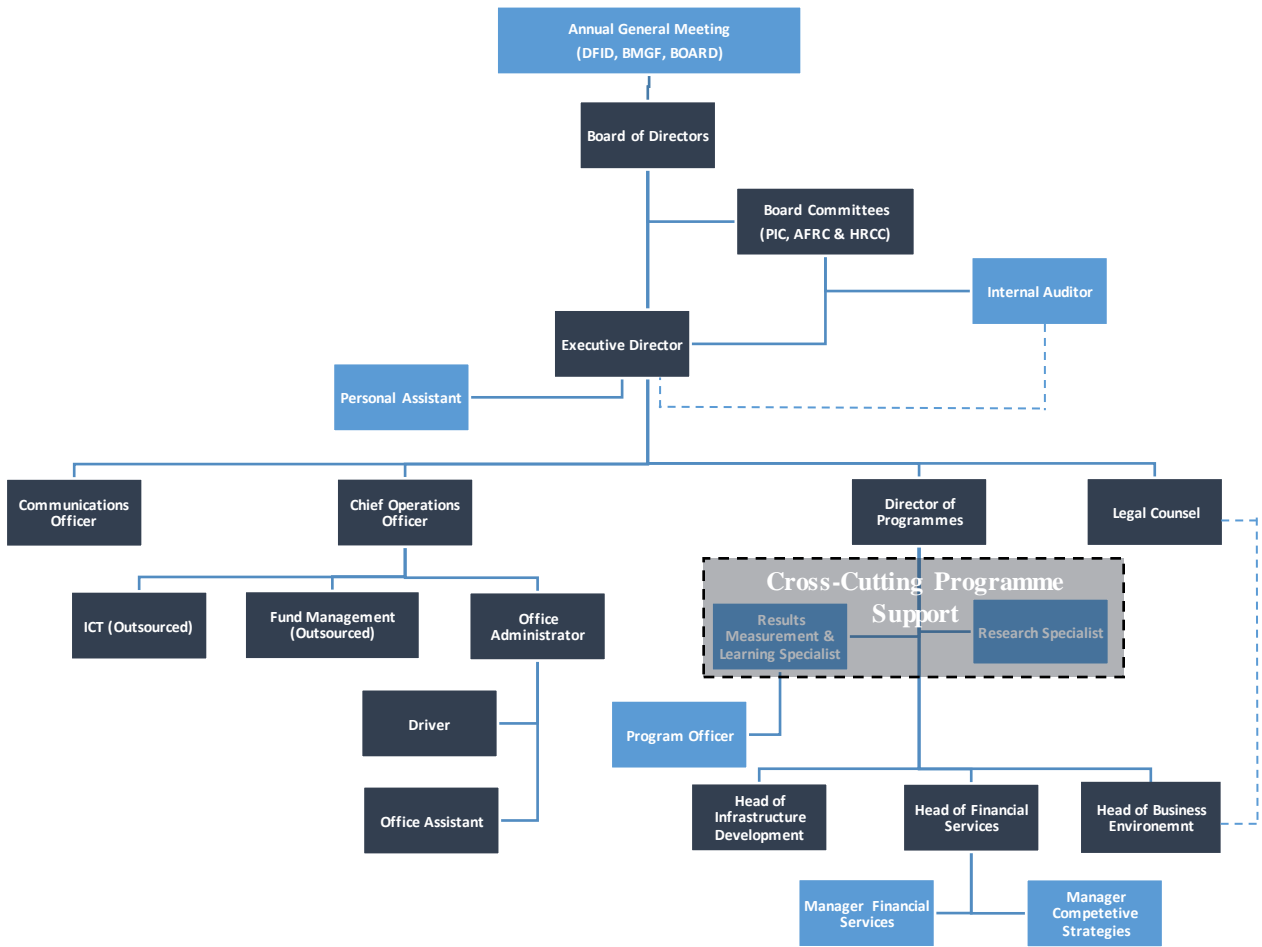 Annual General Meeting
(DFID, BMGF, BOARD)
Board of Directors
Board Committees
(PIC, AFRC & HRCC)
Internal Auditor
Executive Director
Personal Assistant
Communications
Officer
Chief Operations
Officer
Director of
Programmes
Legal Counsel
Cross-Cutting Programme
Support
ICT (Outsourced)
Fund Management
(Outsourced)
Office
Administrator
Results
Measurement &
Learning Specialist
Research Specialist
Driver
Program Officer
Office Assistant
Head of
Infrastructure
Development
Head of Financial
Services
Head of Business
Environemnt
Manager Financial
Services
Manager
Competetive
Strategies